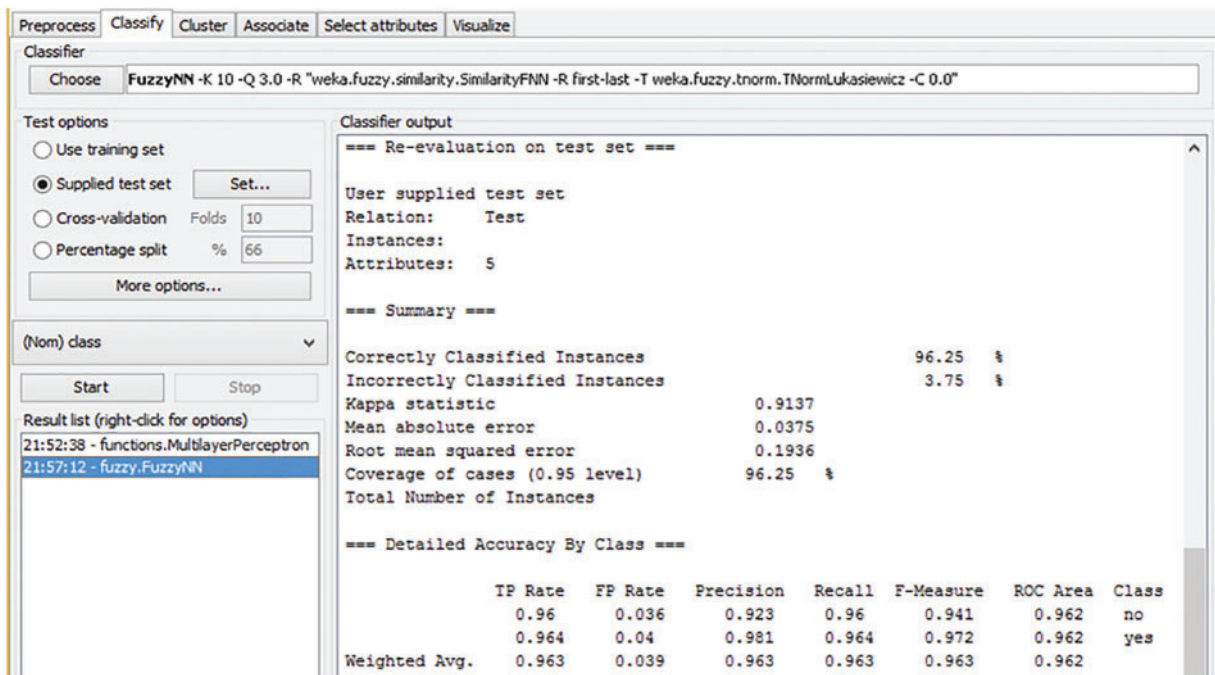 Preprocess Classify Cluster Associate Select attributes Visualize
Classifier
Choose FuzzyNN -K 10 -Q 3.0 -R "weka.fuzzy.similarity.SimilarityFNN -R first-last -T weka.fuzzy.tnorm.TNormLukasiewicz -C 0.0"
Test options
Use training set
Supplied test set Set...
Cross-validation Folds 10
Percentage split % 66
More options...
(Nom) class
Start Stop
Result list (right-click for options)
21:52:38 - functions.MultilayerPerceptron
21:57:12 - fuzzy.FuzzyNN
Classifier output
=== Re-evaluation on test set ===
User supplied test set
Relation: Test
Instances:
Attributes: 5
=== Summary ===
Correctly Classified Instances 96.25 %
Incorrectly Classified Instances 3.75 %
Kappa statistic 0.9137
Mean absolute error 0.0375
Root mean squared error 0.1936
Coverage of cases (0.95 level) 96.25 %
Total Number of Instances
=== Detailed Accuracy By Class ===
TP Rate FP Rate Precision Recall F-Measure ROC Area Class
0.96 0.036 0.923 0.96 0.941 0.962 no
0.964 0.04 0.981 0.964 0.972 0.962 yes
Weighted Avg. 0.963 0.039 0.963 0.963 0.963 0.962